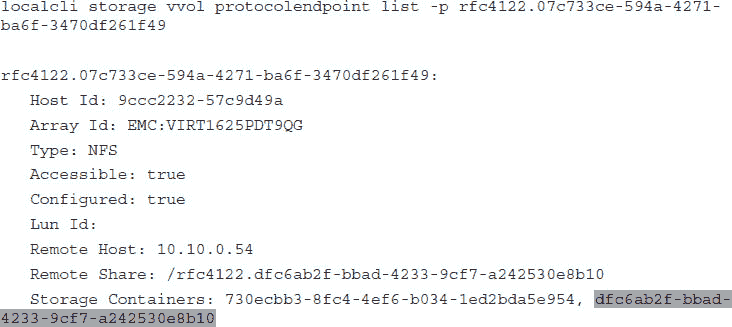 localcli storage vvol protocolendpoint list -p rfc4122.07c733ce-594a-4271-
ba6f-3470df261f49
rfc4122.07c733ce-594a-4271-ba6f-3470df261f49:
Host Id: 9ccc2232-57c9d49a
Array Id: EMC:VIRT1625PDT9QG
Type: NFS
Accessible: true
Configured: true
Lun Id:
Remote Host: 10.10.0.54
Remote Share: /rfc4122.dfc6ab2f-bbad-4233-9cf7-a242530e8b10
Storage Containers: 730ecbb3-8fc4-4ef6-b034-1ed2bda5e954, dfc6ab2f-bbad-
4233-9cf7-a242530e8b10